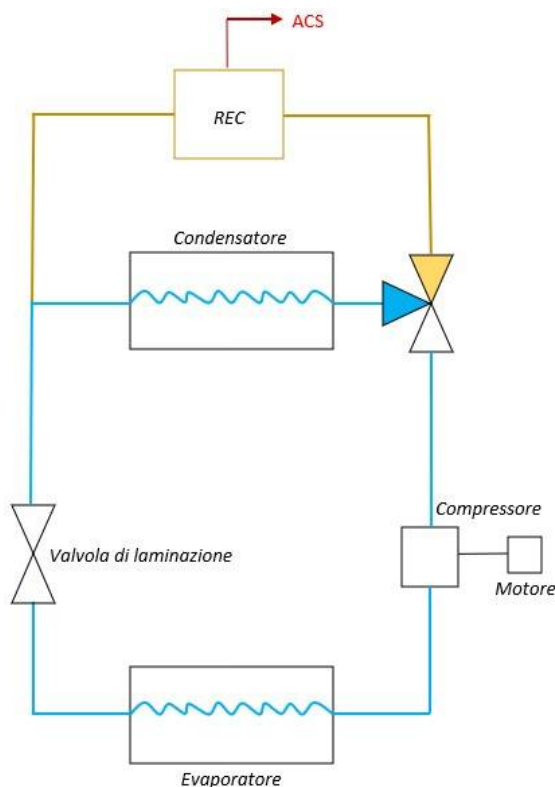 ACS
REC
Condensatore
Compressore
Valvola di laminazione
Motore
Evaporatore